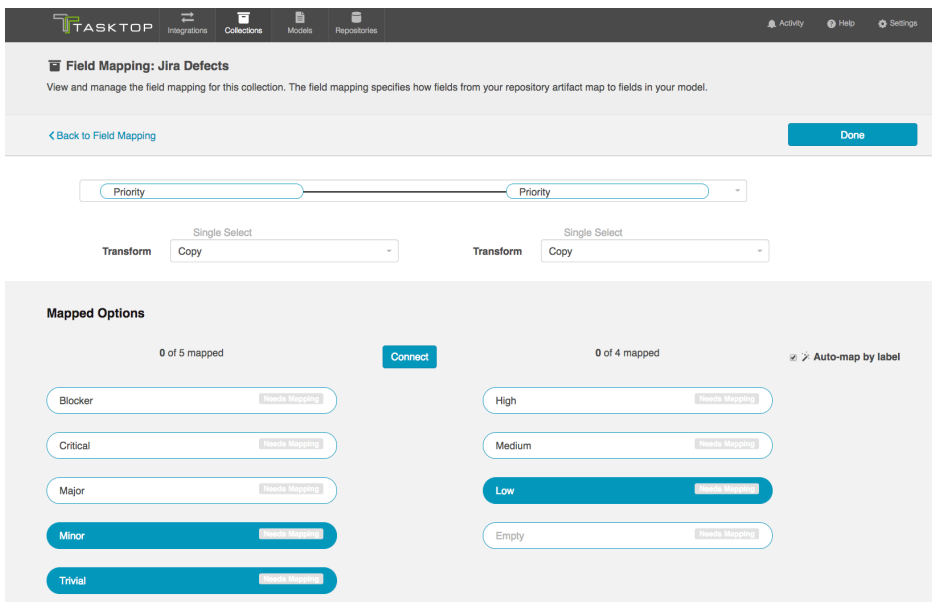 TASKTOP
Integrations
Collections
Models
Repositories
Activity
Help
Settings
Field Mapping: Jira Defects
View and manage the field mapping for this collection. The field mapping specifies how fields from your repository artifact map to fields in your model.
Back to Field Mapping
Done
Priority
Priority
Single Select
Single Select
Transform
Copy
Transform
Copy
Mapped Options
0 of 5 mapped
Connect
0 of 4 mapped
Auto-map by label
Blocker Needs Mapping
High Needs Mapping
Critical Needs Mapping
Medium Needs Mapping
Major Needs Mapping
Low Needs Mapping
Minor Needs Mapping
Empty Needs Mapping
Trivial Needs Mapping